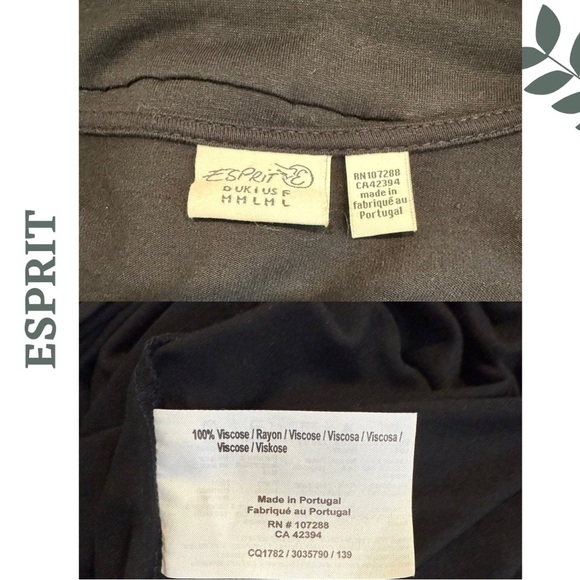 ESPRIT
ESPRIT
D UK I US F
M M L M L
RN107288
CA42394
made in
fabriqué au
Portugal
100% Viscose / Rayon / Viscose / Viscosa / Viscosa /
Viscose / Viskose
Made in Portugal
Fabriqué au Portugal
RN # 107288
CA 42394
CQ1782 / 3035790 / 139